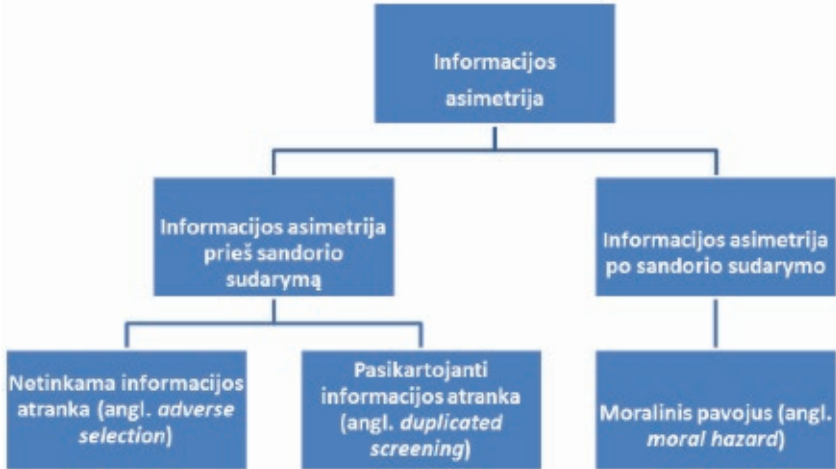 Informacijos
asimetrija
Informacijos asimetrija
prieš sandorio
sudarymą
Informacijos asimetrija
po sandorio sudarymo
Netinkama informacijos
atranka (angl. adverse
selection)
Pasikartojanti
informacijos atranka
(angl. duplicated
screening)
Moralinis pavojus (angl.
moral hazard)